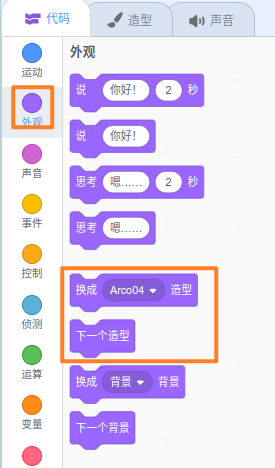 代码 造型 声音
运动
外观
声音
事件
控制
侦测
运算
变量
外观
说 你好！ 2 秒
说 你好！
思考 嗯…… 2 秒
思考 嗯……
换成 Arco04 造型
下一个造型
换成 背景 背景
下一个背景